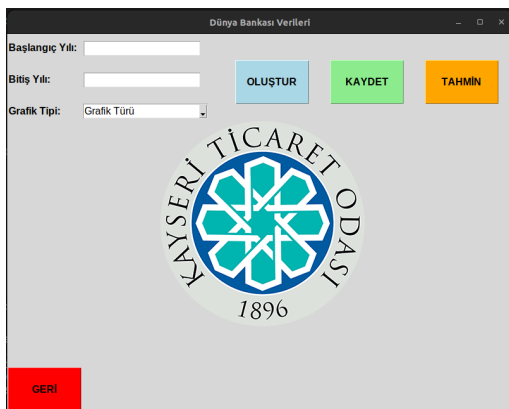 Dünya Bankası Verileri
Başlangıç Yılı:
Bitiş Yılı:
OLUŞTUR
KAYDET
TAHMİN
Grafik Tipi:
Grafik Türü
KAYSERİ TİCARET ODASI
1896
GERİ